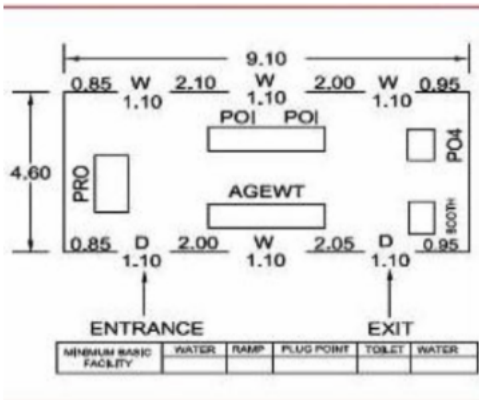 9.10
0.85 W 2.10 W 2.00 W 0.95
1.10 1.10 1.10
POI POI
4.60
PRO
PO4
AGEWT
BOOTH
0.85 D 2.00 W 2.05 D 0.95
1.10 1.10 1.10
ENTRANCE EXIT
MINIMUM BASIC FACILITY WATER RAMP PLUG POINT TOILET WATER